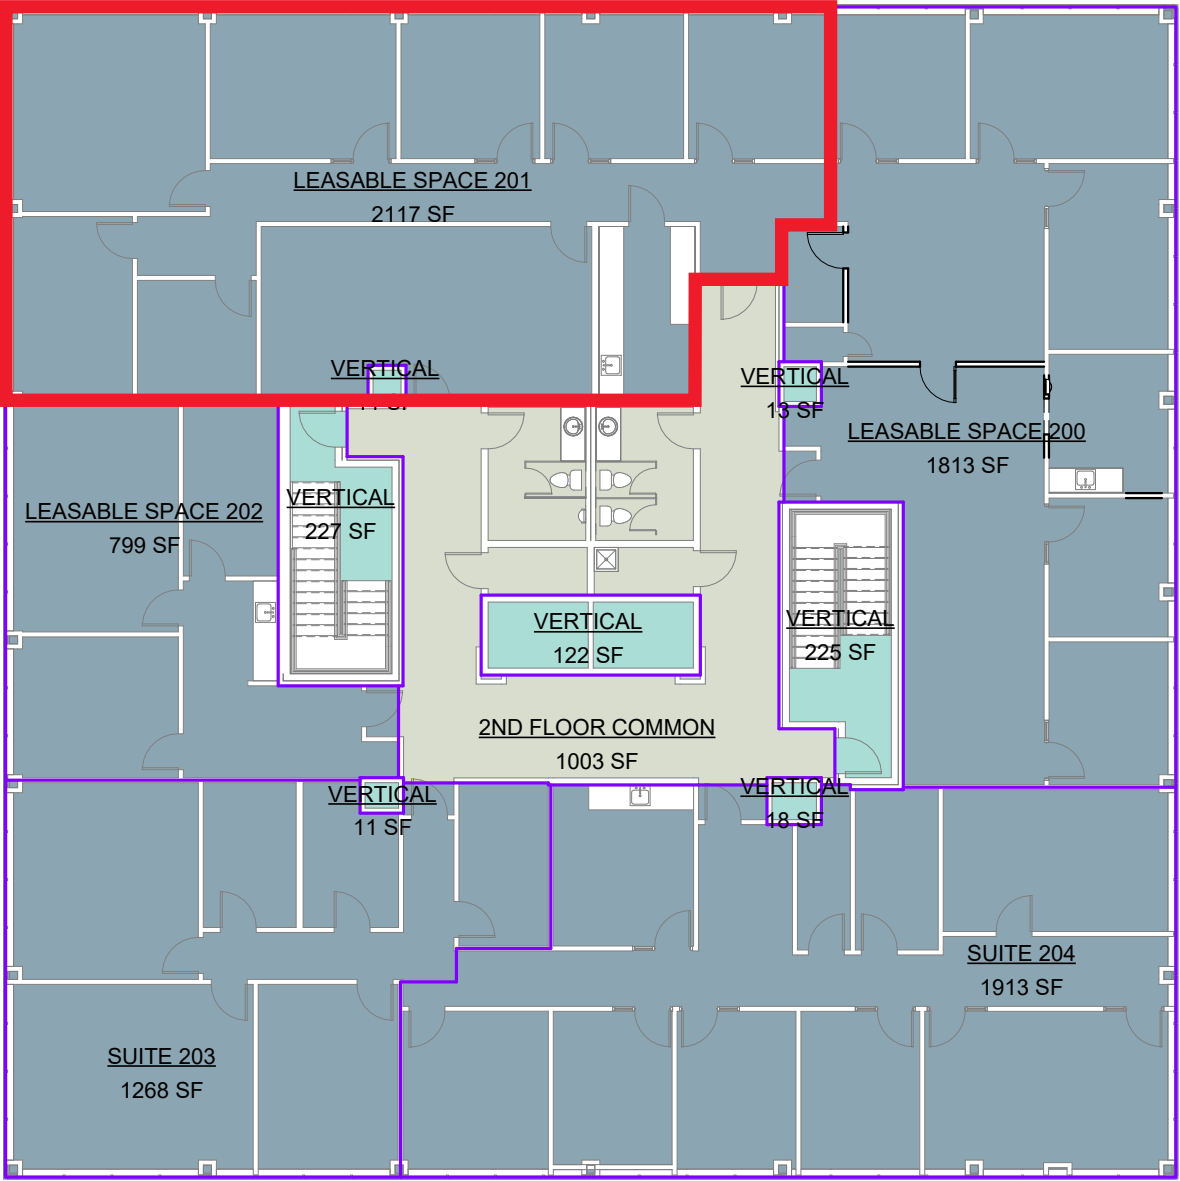 LEASABLE SPACE 201
2117 SF
VERTICAL
VERTICAL
13 SF
LEASABLE SPACE 200
1813 SF
LEASABLE SPACE 202
799 SF
VERTICAL
227 SF
VERTICAL
122 SF
VERTICAL
225 SF
2ND FLOOR COMMON
1003 SF
VERTICAL
11 SF
VERTICAL
18 SF
SUITE 204
1913 SF
SUITE 203
1268 SF